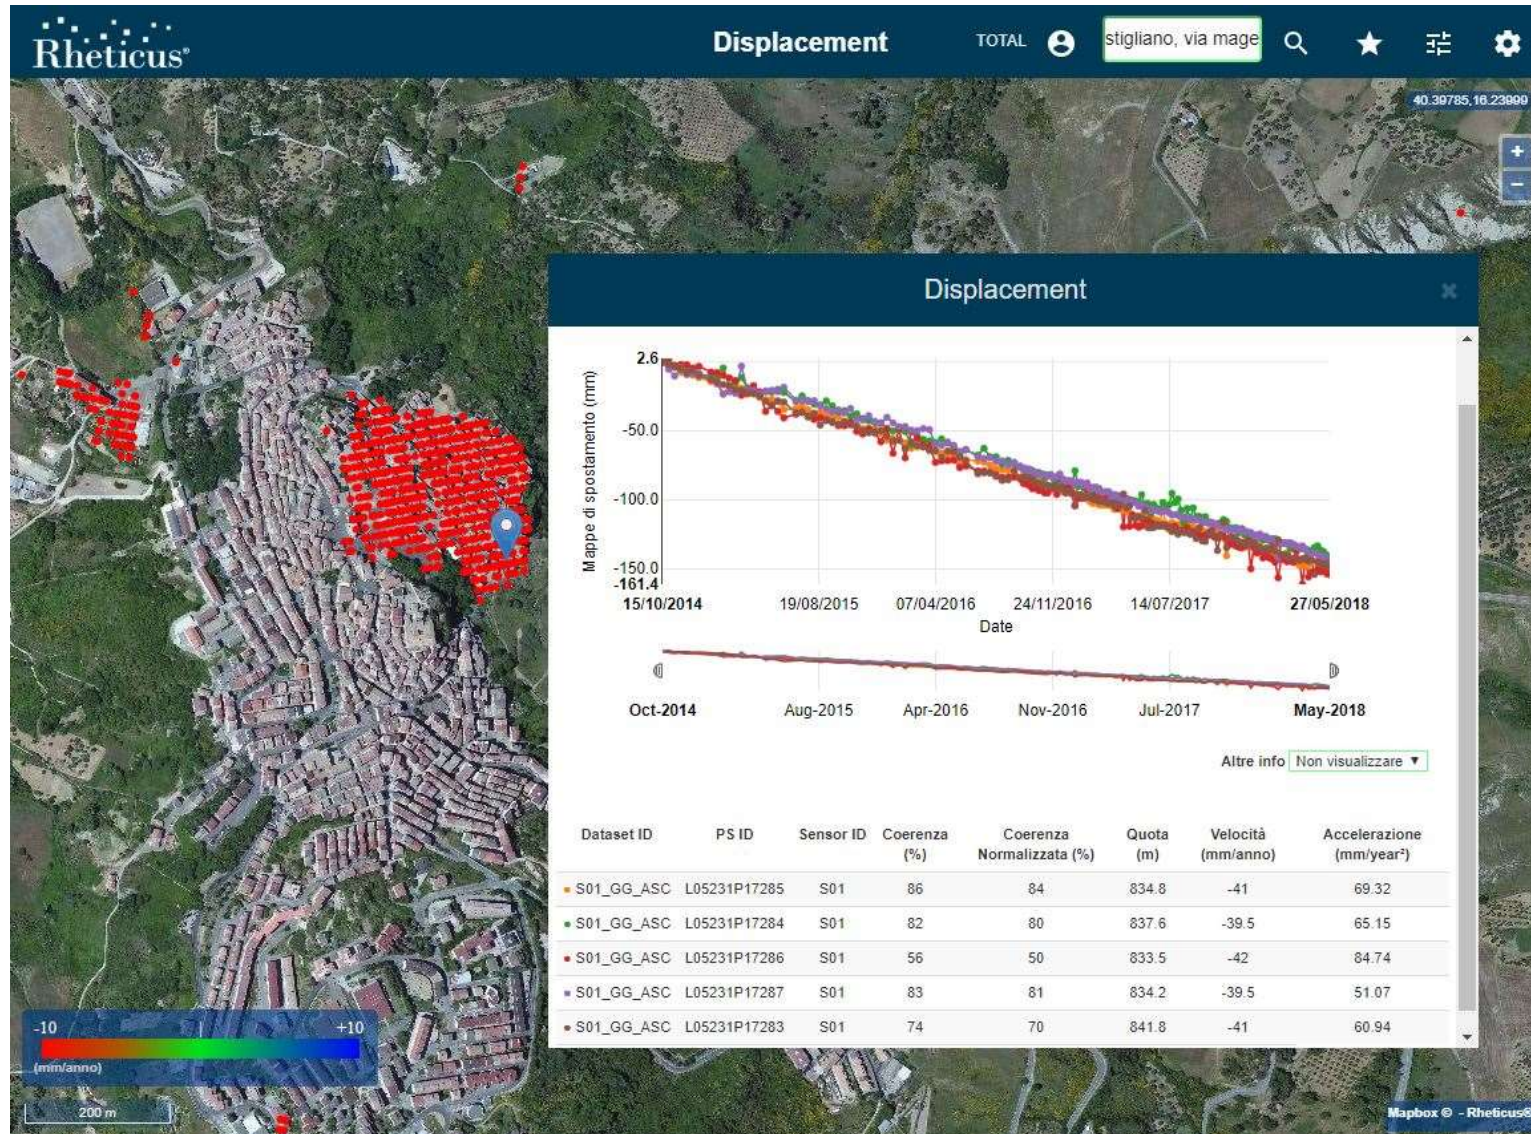 Rheticus®
Displacement
TOTAL
stigliano, via mage
40.39785,16.23999
+
−
Displacement
×
Mappe di spostamento (mm)
2.6
-50.0
-100.0
-150.0
-161.4
15/10/2014 19/08/2015 07/04/2016 24/11/2016 14/07/2017 27/05/2018
Date
Oct-2014 Aug-2015 Apr-2016 Nov-2016 Jul-2017 May-2018
Altre info Non visualizzare ▼
Dataset ID PS ID Sensor ID Coerenza (%) Coerenza Normalizzata (%) Quota (m) Velocità (mm/anno) Accelerazione (mm/year²)
S01_GG_ASC L05231P17285 S01 86 84 834.8 -41 69.32
S01_GG_ASC L05231P17284 S01 82 80 837.6 -39.5 65.15
S01_GG_ASC L05231P17286 S01 56 50 833.5 -42 84.74
S01_GG_ASC L05231P17287 S01 83 81 834.2 -39.5 51.07
S01_GG_ASC L05231P17283 S01 74 70 841.8 -41 60.94
-10 +10
(mm/anno)
200 m
Mapbox © - Rheticus®